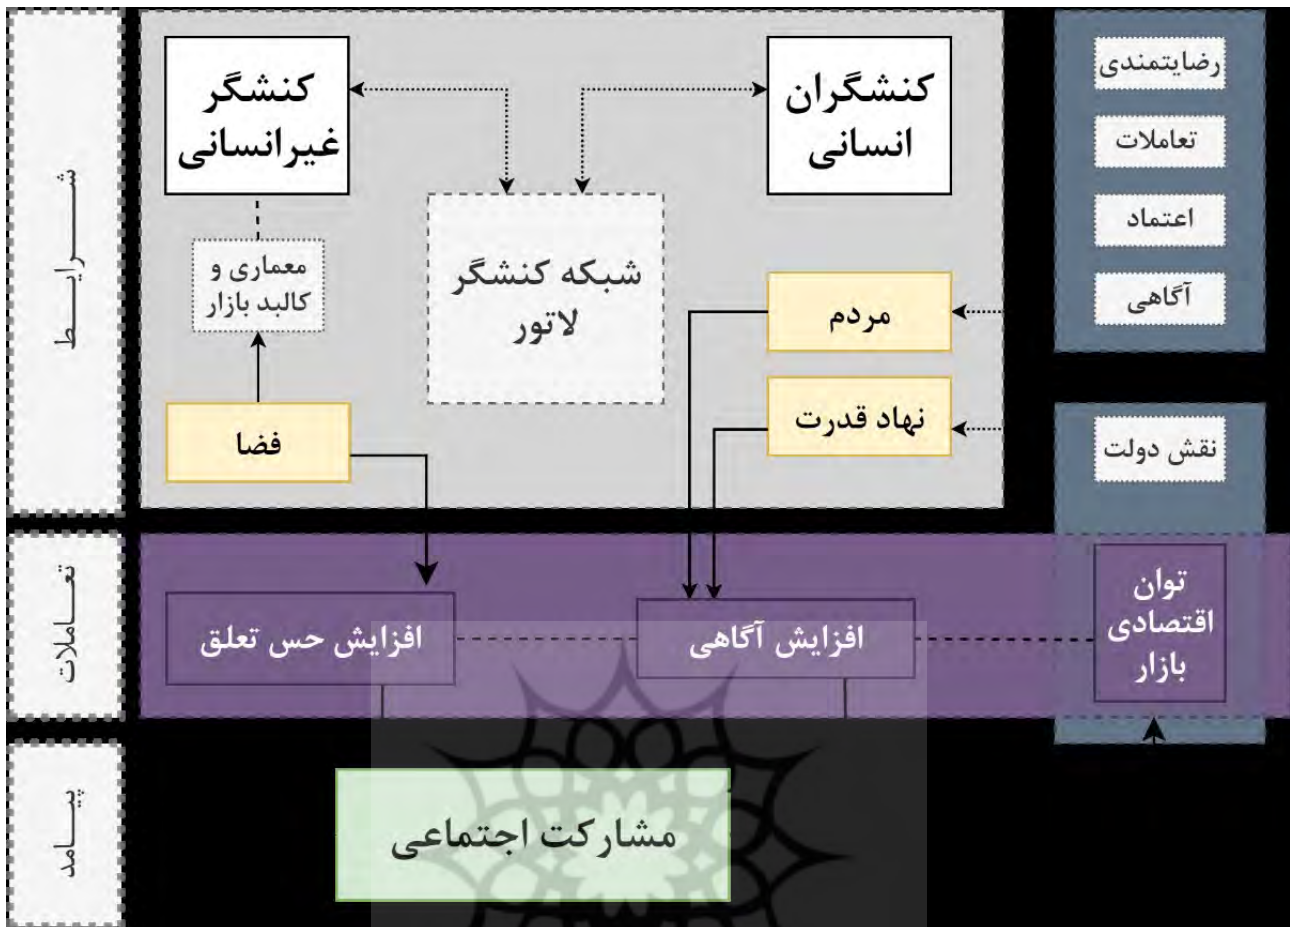 شرایط
کنشگر
غیرانسانی
کنشگران
انسانی
معماری و
کالبد بازار
شبکه کنشگر
لاتور
فضا
مردم
نهاد قدرت
رضایتمندی
تعاملات
اعتماد
آگاهی
نقش دولت
تعاملات
افزایش حس تعلق
افزایش آگاهی
توان
اقتصادی
بازار
پیامد
مشارکت اجتماعی